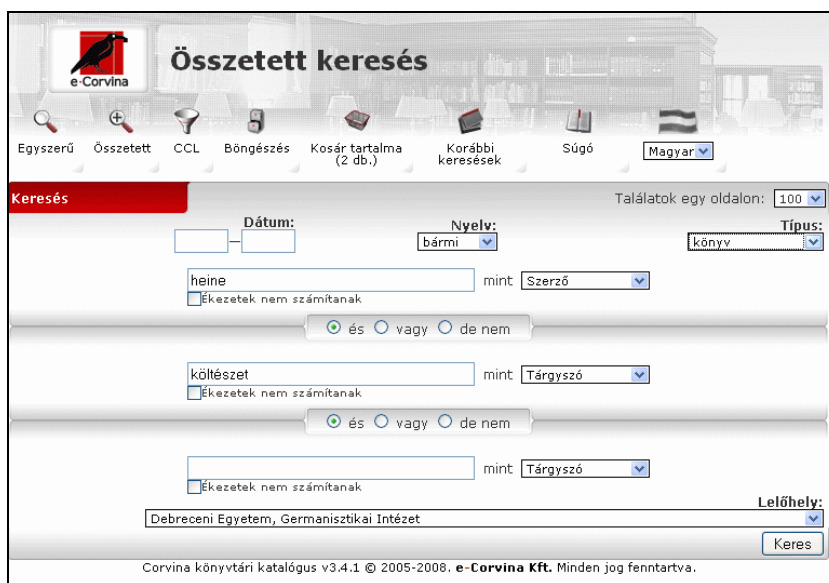 e-Corvina
Összetett keresés
Egyszerű Összetett CCL Böngészés Kosár tartalma (2 db.) Korábbi keresések Súgó Magyar
Keresés
Találatok egy oldalon: 100
Dátum: Nyelv: Típus:
– bármi könyv
heine mint Szerző
Ékezetek nem számítanak
és vagy de nem
költészet mint Tárgyszó
Ékezetek nem számítanak
és vagy de nem
mint Tárgyszó
Ékezetek nem számítanak
Lelőhely:
Debreceni Egyetem, Germanisztikai Intézet
Keres
Corvina könyvtári katalógus v3.4.1 © 2005-2008. e-Corvina Kft. Minden jog fenntartva.